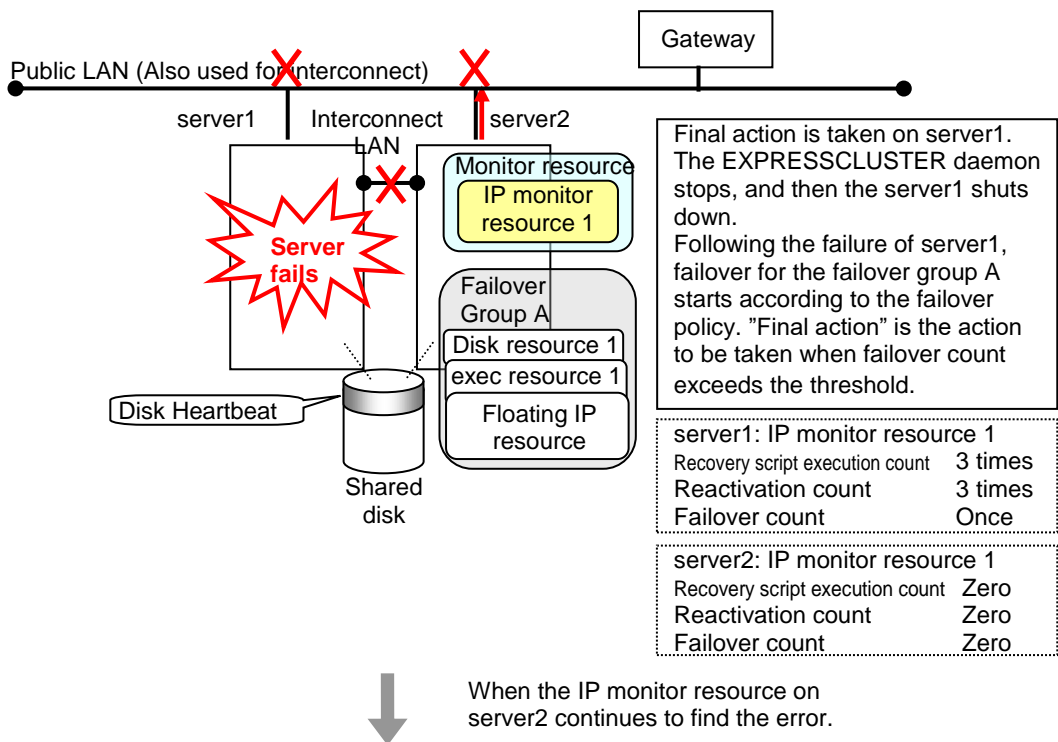 Gateway
Public LAN (Also used for interconnect)
server1
Interconnect
LAN
server2
Monitor resource
IP monitor
resource 1
Server
fails
Failover
Group A
Disk resource 1
exec resource 1
Floating IP
resource
Disk Heartbeat
Shared
disk
Final action is taken on server1.
The EXPRESSCLUSTER daemon
stops, and then the server1 shuts
down.
Following the failure of server1,
failover for the failover group A
starts according to the failover
policy. ”Final action” is the action
to be taken when failover count
exceeds the threshold.
server1: IP monitor resource 1
Recovery script execution count 3 times
Reactivation count 3 times
Failover count Once
server2: IP monitor resource 1
Recovery script execution count Zero
Reactivation count Zero
Failover count Zero
When the IP monitor resource on
server2 continues to find the error.